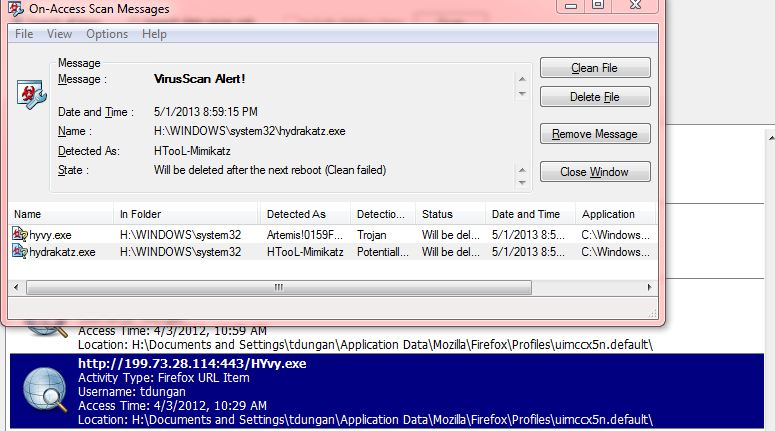 On-Access Scan Messages
File View Options Help
Message
Message : VirusScan Alert!
Date and Time : 5/1/2013 8:59:15 PM
Name : H:\WINDOWS\system32\hydrakatz.exe
Detected As: HTooL-Mimikatz
State : Will be deleted after the next reboot (Clean failed)
Clean File
Delete File
Remove Message
Close Window
Name In Folder Detected As Detectio... Status Date and Time Application
hyvy.exe H:\WINDOWS\system32 Artemis!0159F... Trojan Will be del... 5/1/2013 8:5... C:\Windows...
hydrakatz.exe H:\WINDOWS\system32 HTooL-Mimikatz Potentiall... Will be del... 5/1/2013 8:5... C:\Windows...
Access Time: 4/3/2012, 10:59 AM
Location: H:\Documents and Settings\tdungan\Application Data\Mozilla\Firefox\Profiles\uimccx5n.default\
http://199.73.28.114:443/HYvy.exe
Activity Type: Firefox URL Item
Username: tdungan
Access Time: 4/3/2012, 10:29 AM
Location: H:\Documents and Settings\tdungan\Application Data\Mozilla\Firefox\Profiles\uimccx5n.default\